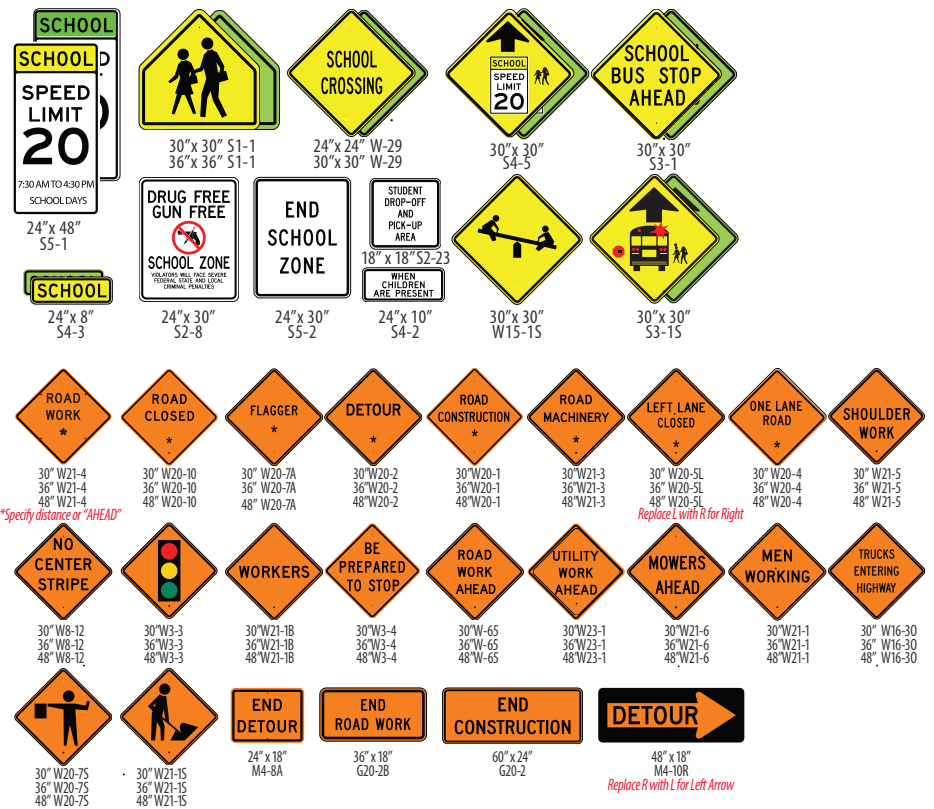 SCHOOL
SCHOOL
SPEED
LIMIT
20
7:30 AM TO 4:30 PM
SCHOOL DAYS
24"x 48"
S5-1
30"x 30" S1-1
36"x 36" S1-1
SCHOOL
CROSSING
24"x 24" W-29
30"x 30" W-29
SCHOOL
SPEED
LIMIT
20
30"x 30"
S4-5
SCHOOL
BUS STOP
AHEAD
30"x 30"
S3-1
SCHOOL
24"x 8"
S4-3
DRUG FREE
GUN FREE
SCHOOL ZONE
VIOLATORS WILL FACE SEVERE
FEDERAL STATE AND LOCAL
CRIMINAL PENALTIES
24"x 30"
S2-8
END
SCHOOL
ZONE
24"x 30"
S5-2
STUDENT
DROP-OFF
AND
PICK-UP
AREA
18" x 18" S2-23
WHEN
CHILDREN
ARE PRESENT
24"x 10"
S4-2
30"x 30"
W15-1S
30"x 30"
S3-1S
ROAD
WORK
*
30" W21-4
36" W21-4
48" W21-4
*Specify distance or "AHEAD"
ROAD
CLOSED
*
30" W20-10
36" W20-10
48" W20-10
FLAGGER
*
30" W20-7A
36" W20-7A
48" W20-7A
DETOUR
*
30"W20-2
36"W20-2
48"W20-2
ROAD
CONSTRUCTION
*
30"W20-1
36"W20-1
48"W20-1
ROAD
MACHINERY
*
30"W21-3
36"W21-3
48"W21-3
LEFT LANE
CLOSED
*
30" W20-5L
36" W20-5L
48" W20-5L
Replace L with R for Right
ONE LANE
ROAD
*
30" W20-4
36" W20-4
48" W20-4
SHOULDER
WORK
30" W21-5
36" W21-5
48" W21-5
NO
CENTER
STRIPE
30" W8-12
36" W8-12
48" W8-12
30"W3-3
36"W3-3
48"W3-3
WORKERS
30"W21-1B
36"W21-1B
48"W21-1B
BE
PREPARED
TO STOP
30"W3-4
36"W3-4
48"W3-4
ROAD
WORK
AHEAD
30"W-65
36"W-65
48"W-65
UTILITY
WORK
AHEAD
30"W23-1
36"W23-1
48"W23-1
MOWERS
AHEAD
30"W21-6
36"W21-6
48"W21-6
MEN
WORKING
30"W21-1
36"W21-1
48"W21-1
TRUCKS
ENTERING
HIGHWAY
30" W16-30
36" W16-30
48" W16-30
30" W20-7S
36" W20-7S
48" W20-7S
30" W21-1S
36" W21-1S
48" W21-1S
END
DETOUR
24" x 18"
M4-8A
END
ROAD WORK
36" x 18"
G20-2B
END
CONSTRUCTION
60" x 24"
G20-2
DETOUR
48" x 18"
M4-10R
Replace R with L for Left Arrow